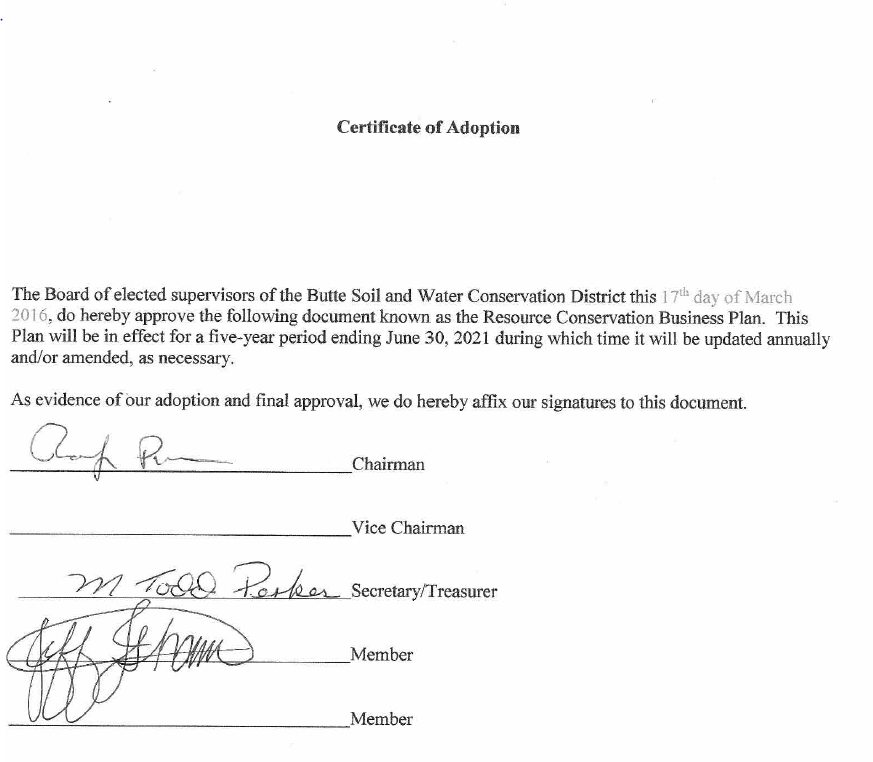 Certificate of Adoption
The Board of elected supervisors of the Butte Soil and Water Conservation District this 17th day of March
2016, do hereby approve the following document known as the Resource Conservation Business Plan. This
Plan will be in effect for a five-year period ending June 30, 2021 during which time it will be updated annually
and/or amended, as necessary.
As evidence of our adoption and final approval, we do hereby affix our signatures to this document.
Chairman
Vice Chairman
M Todd Perker Secretary/Treasurer
Jeff Member
Member